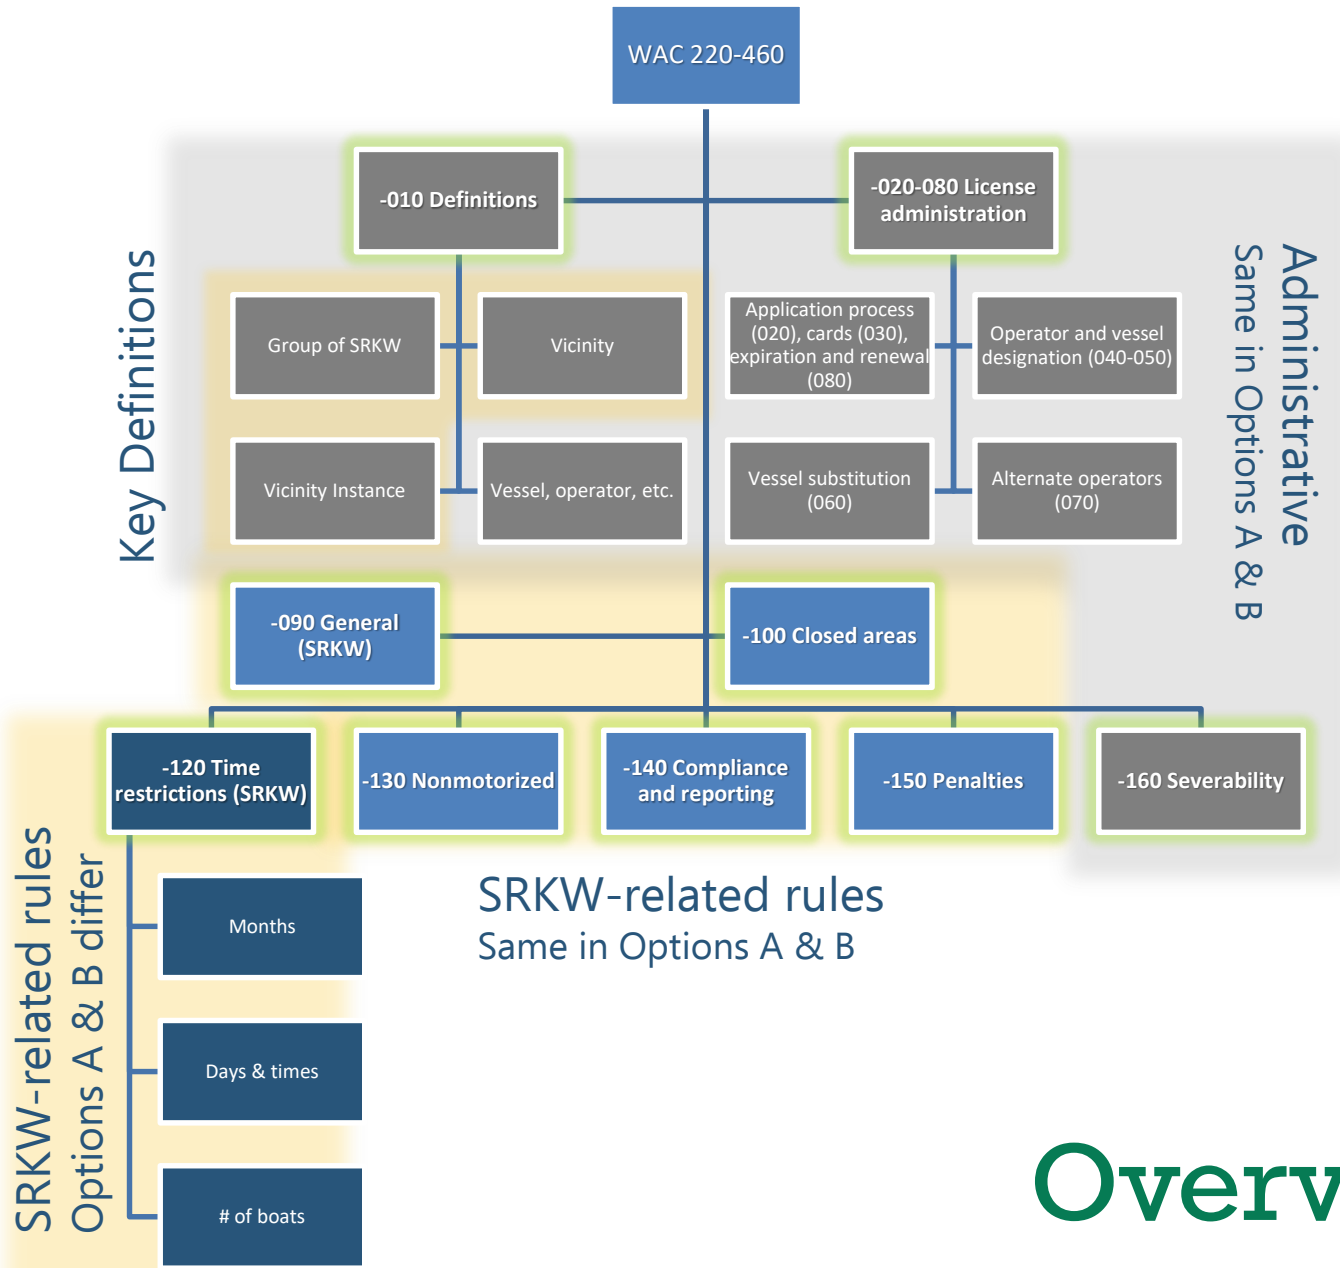 WAC 220-460
-010 Definitions
-020-080 License
administration
Key Definitions
Administrative
Same in Options A & B
Group of SRKW
Vicinity
Application process
(020), cards (030),
expiration and renewal
(080)
Operator and vessel
designation (040-050)
Vicinity Instance
Vessel, operator, etc.
Vessel substitution
(060)
Alternate operators
(070)
-090 General
(SRKW)
-100 Closed areas
-120 Time
restrictions (SRKW)
-130 Nonmotorized
-140 Compliance
and reporting
-150 Penalties
-160 Severability
SRKW-related rules
Options A & B differ
Months
Days & times
# of boats
SRKW-related rules
Same in Options A & B
Overv